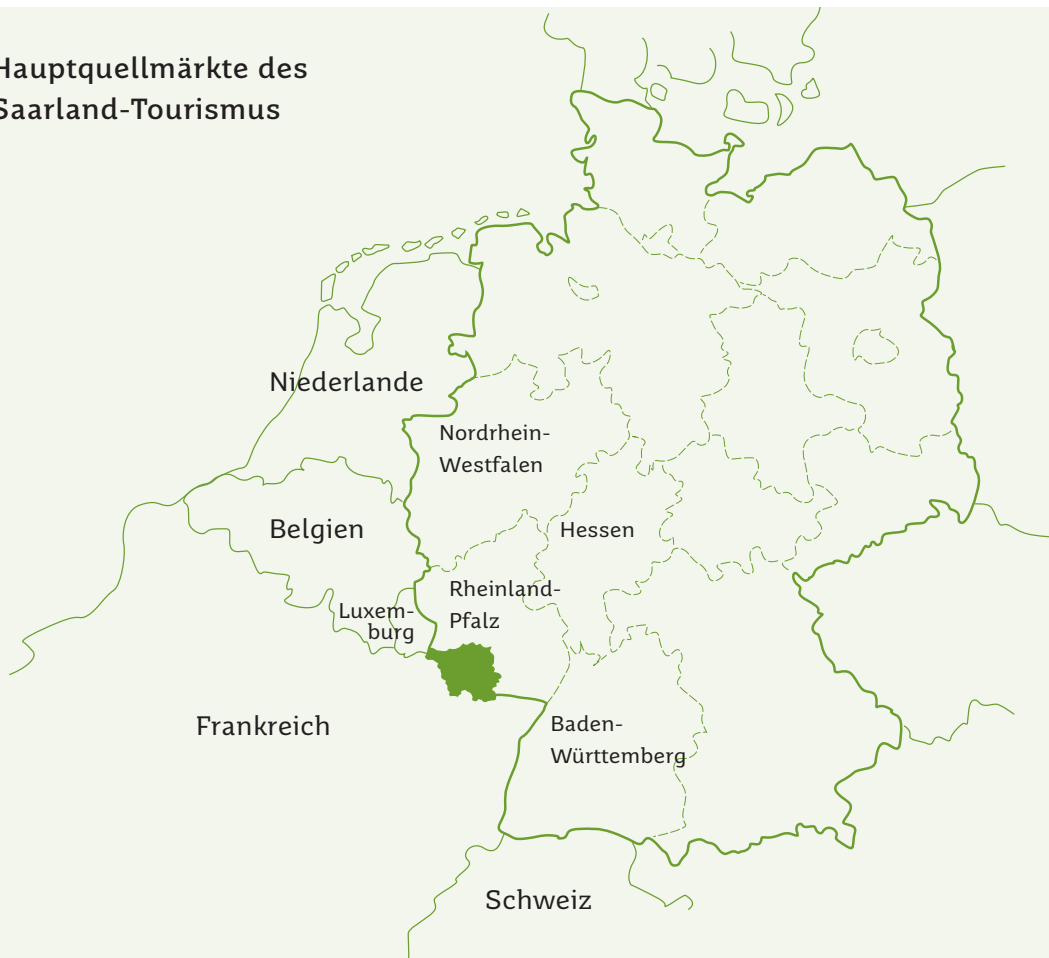 Hauptquellmärkte des
Saarland-Tourismus
Niederlande
Nordrhein-
Westfalen
Belgien
Hessen
Rheinland-
Pfalz
Luxem-
burg
Frankreich
Baden-
Württemberg
Schweiz